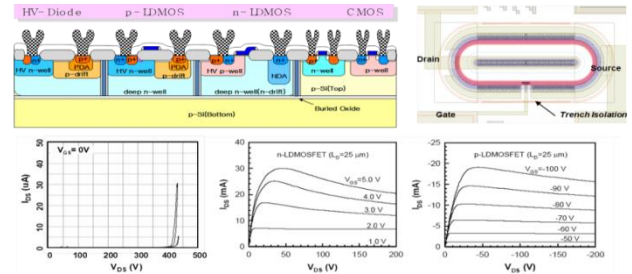 HV-Diode p-LDMOS n-LDMOS CMOS
n+ p+ PDA p-drift n+ p+ PDA p-drift p+ n+ NDA
HV n-well HV n-well HV p-well n-well p-well
deep n-well deep n-well(n-drift) p-Si(Top)
Buried Oxide
p-Si(Bottom)
Drain
Source
Gate
Trench Isolation
V_GS= 0V
I_DS (uA)
50
40
30
20
10
0
0 100 200 300 400 500
V_DS (V)
n-LDMOSFET (L_D=25 μm)
V_GS=5.0 V
4.0 V
3.0 V
2.0 V
1.0 V
I_DS (mA)
50
40
30
20
10
0
0 50 100 150 200
V_DS (V)
p-LDMOSFET (L_D=25 μm)
V_GS=-100 V
-90 V
-80 V
-70 V
-60 V
-50 V
I_DS (mA)
-25
-20
-15
-10
-5
0
0 -50 -100 -150 -200
V_DS (V)